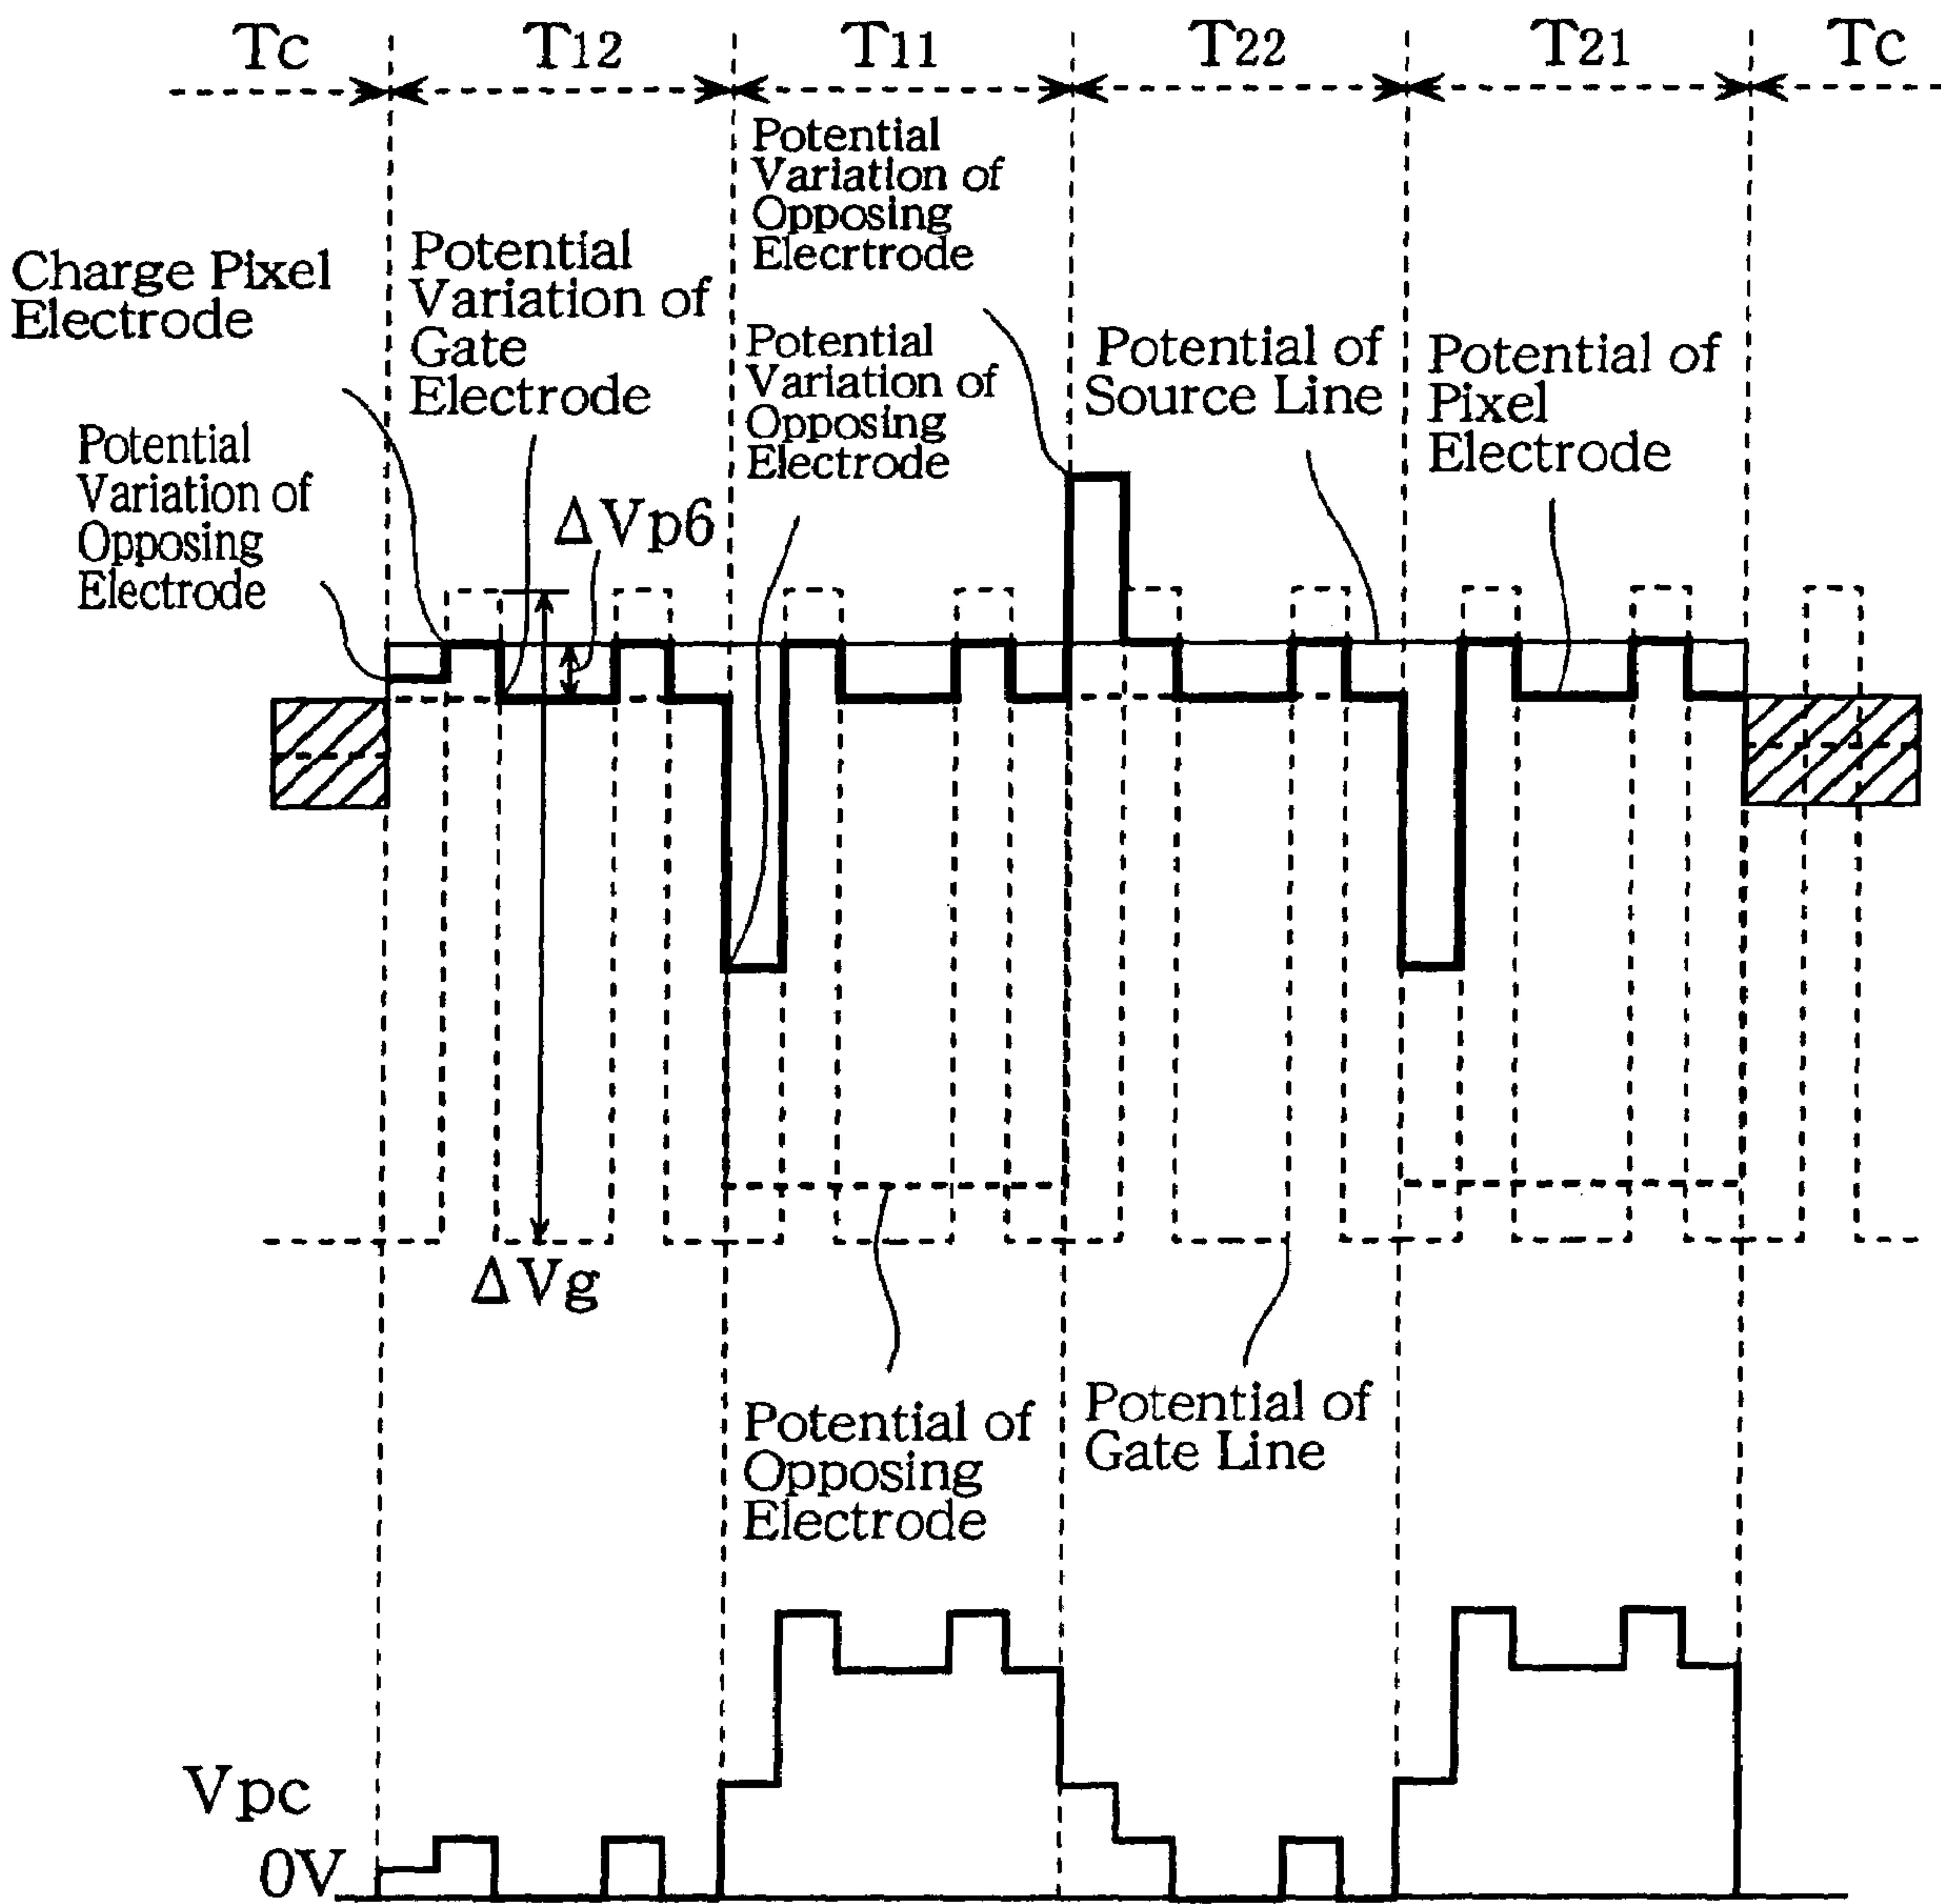 Tc T12 T11 T22 T21 Tc
Potential
Variation of
Opposing
Elecrtrode
Charge Pixel
Electrode
Potential
Variation of
Gate
Electrode
Potential
Variation of
Opposing
Electrode
Potential of
Source Line
Potential of
Pixel
Electrode
Potential
Variation of
Opposing
Electrode
ΔVp6
ΔVg
Potential of
Opposing
Electrode
Potential of
Gate Line
Vpc
0V